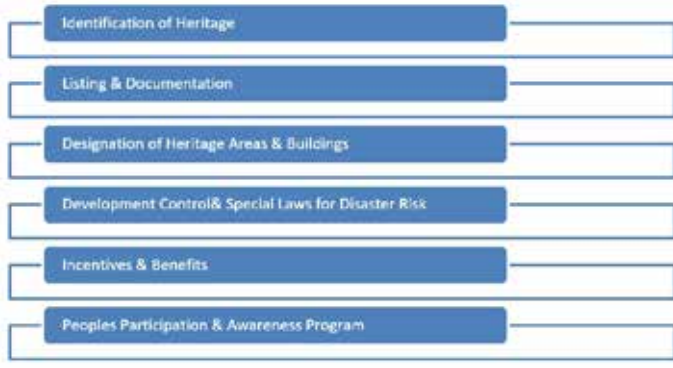 Identification of Heritage
Listing & Documentation
Designation of Heritage Areas & Buildings
Development Control& Special Laws for Disaster Risk
Incentives & Benefits
Peoples Participation & Awareness Program